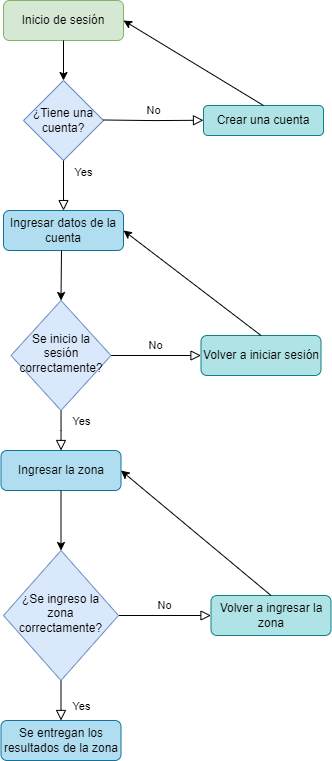 Inicio de sesión
¿Tiene una
cuenta?
No
Crear una cuenta
Yes
Ingresar datos de la
cuenta
Se inicio la
sesión
correctamente?
No
Volver a iniciar sesión
Yes
Ingresar la zona
¿Se ingreso la
zona
correctamente?
No
Volver a ingresar la
zona
Yes
Se entregan los
resultados de la zona